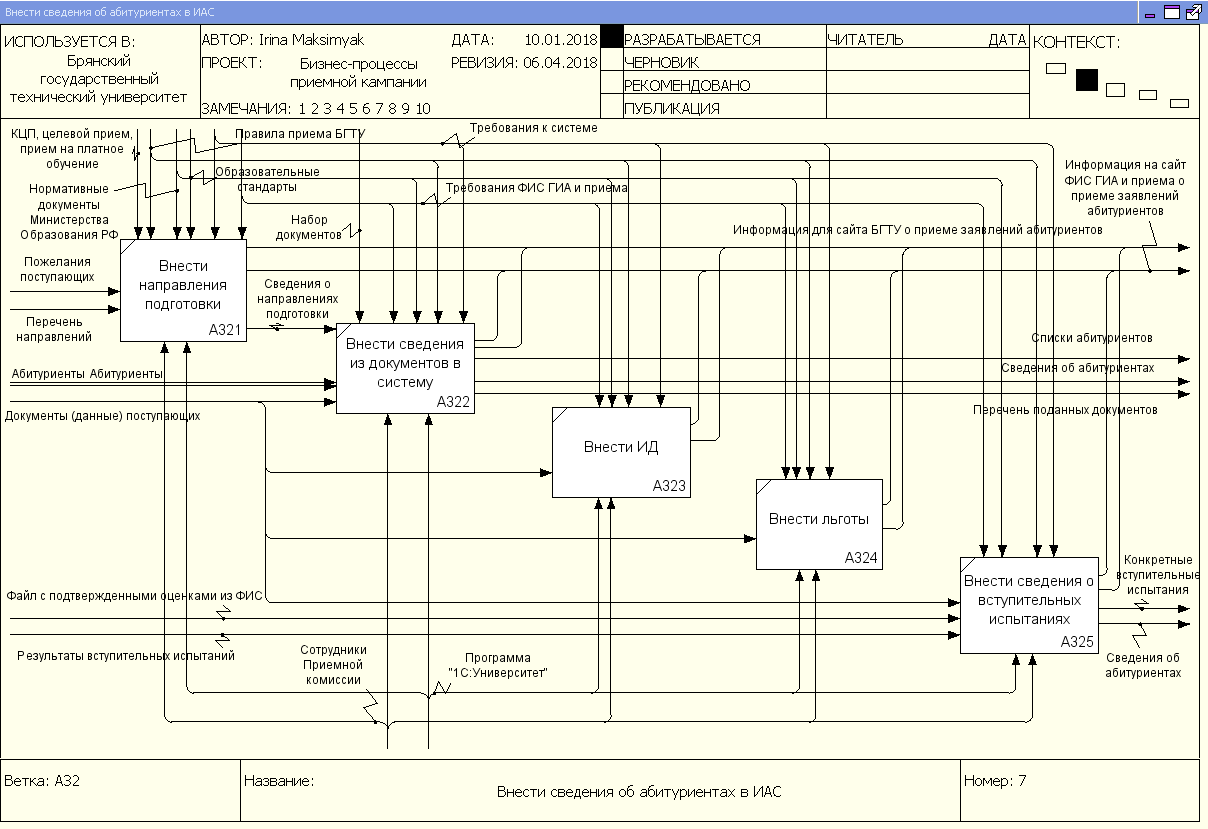 Внести сведения об абитуриентах в ИАС
ИСПОЛЬЗУЕТСЯ В:
Брянский
государственный
технический университет
АВТОР: Irina Maksimyak
ДАТА: 10.01.2018
ПРОЕКТ: Бизнес-процессы
приемной кампании
РЕВИЗИЯ: 06.04.2018
ЗАМЕЧАНИЯ: 1 2 3 4 5 6 7 8 9 10
РАЗРАБАТЫВАЕТСЯ
ЧЕРНОВИК
РЕКОМЕНДОВАНО
ПУБЛИКАЦИЯ
ЧИТАТЕЛЬ
ДАТА
КОНТЕКСТ:
КЦП, целевой прием,
прием на платное
обучение
Правила приема БГТУ
Требования к системе
Образовательные
стандарты
Требования ФИС ГИА и приема
Информация на сайт
ФИС ГИА и приема о
приеме заявлений
абитуриентов
Нормативные
документы
Министерства
Образования РФ
Набор
документов
Информация для сайта БГТУ о приеме заявлений абитуриентов
Пожелания
поступающих
Внести
направления
подготовки
А321
Сведения о
направлениях
подготовки
Перечень
направлений
Внести сведения
из документов в
систему
А322
Списки абитуриентов
Абитуриенты Абитуриенты
Сведения об абитуриентах
Документы (данные) поступающих
Перечень поданных документов
Внести ИД
А323
Внести льготы
А324
Внести сведения о
вступительных
испытаниях
А325
Конкретные
вступительные
испытания
Файл с подтвержденными оценками из ФИС
Результаты вступительных испытаний
Сотрудники
Приемной
комиссии
Программа
"1С:Университет"
Сведения об
абитуриентах
Ветка: А32
Название:
Внести сведения об абитуриентах в ИАС
Номер: 7